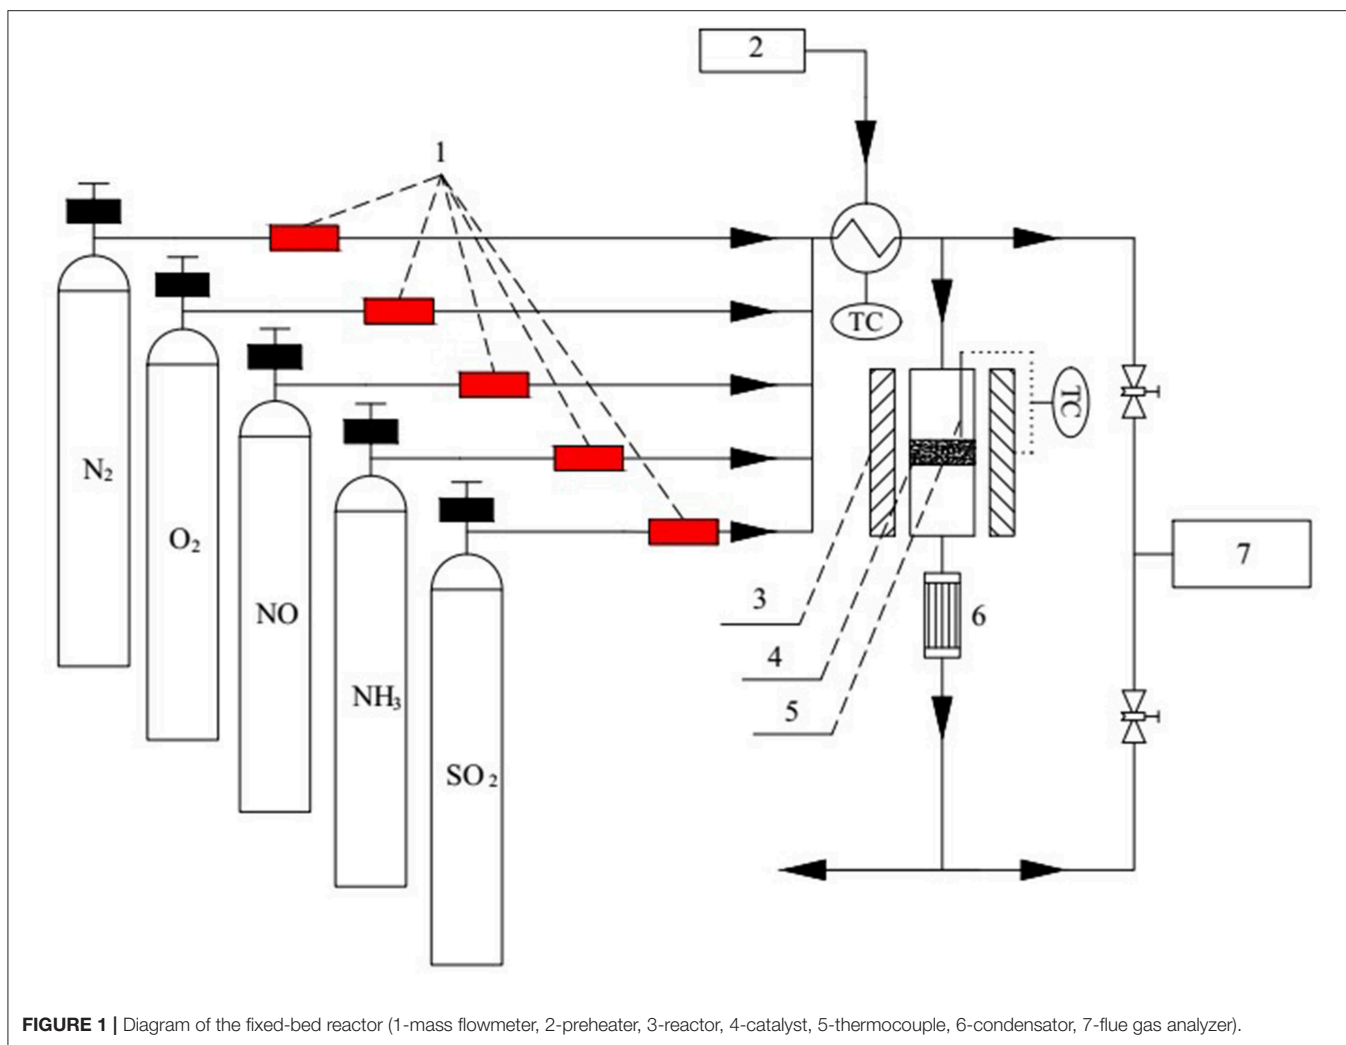 2
1
TC
TC
N₂
O₂
NO
NH₃
SO₂
3
4
5
6
7
FIGURE 1 | Diagram of the fixed-bed reactor (1-mass flowmeter, 2-preheater, 3-reactor, 4-catalyst, 5-thermocouple, 6-condensator, 7-flue gas analyzer).